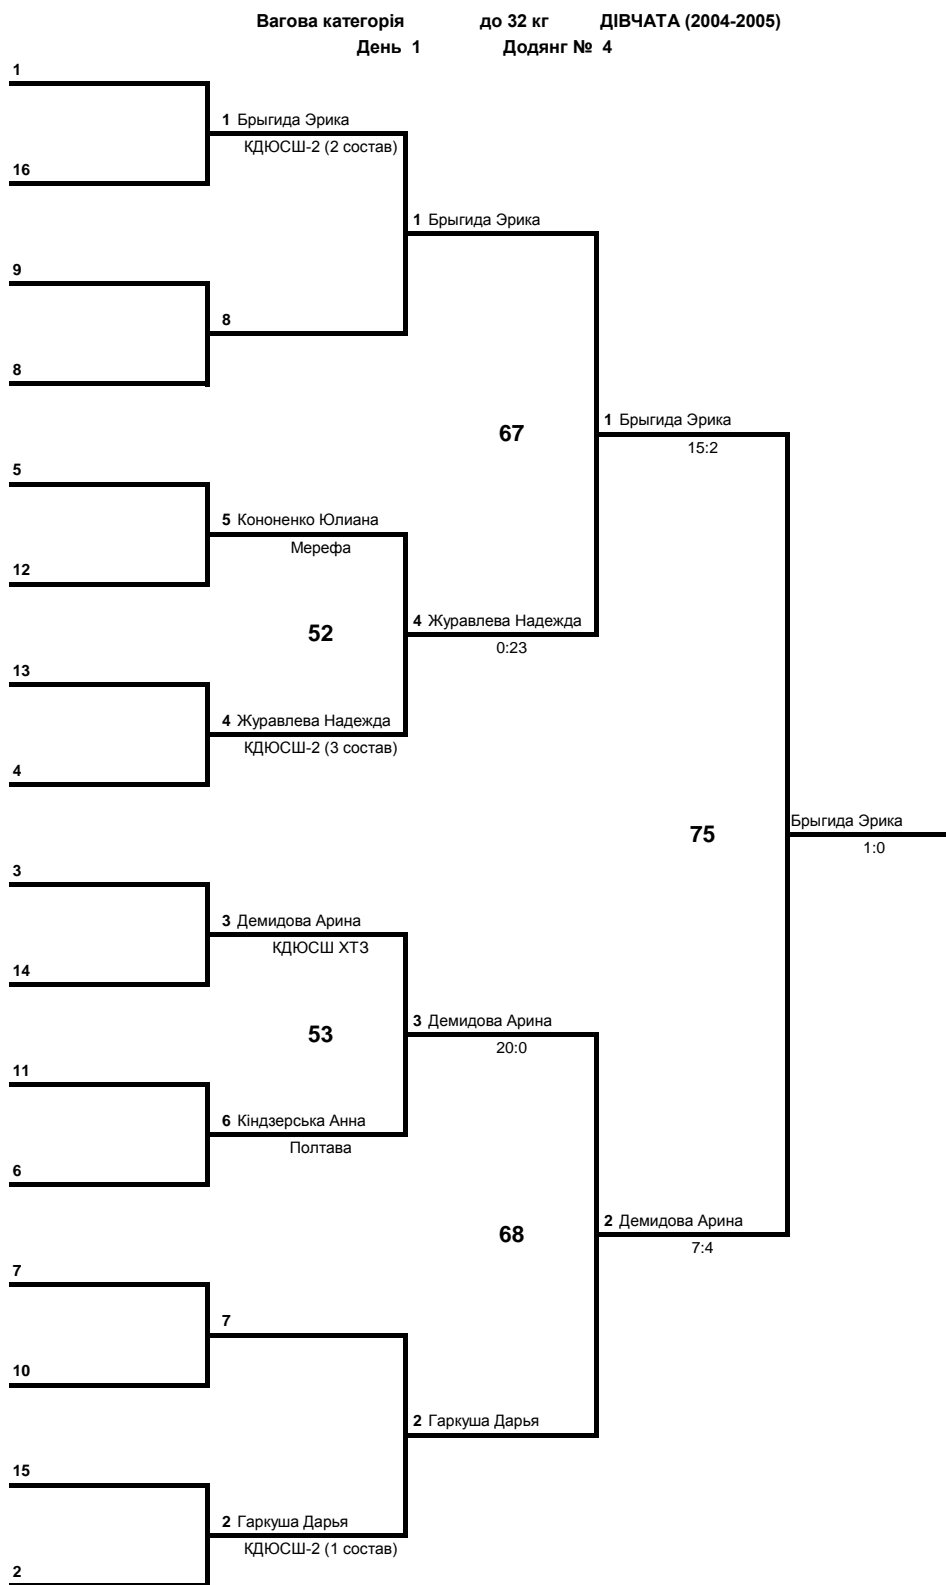 Вагова категорія до 32 кг ДІВЧАТА (2004-2005)
День 1 Додянг № 4
1
1 Брыгида Эрика
КДЮСШ-2 (2 состав)
16
1 Брыгида Эрика
9
8
8
1 Брыгида Эрика
67
15:2
5
5 Кононенко Юлиана
Мерефа
12
4 Журавлева Надежда
52
0:23
13
4 Журавлева Надежда
КДЮСШ-2 (3 состав)
4
Брыгида Эрика
75
1:0
3
3 Демидова Арина
КДЮСШ ХТЗ
14
3 Демидова Арина
53
20:0
11
6 Кіндзерська Анна
Полтава
6
2 Демидова Арина
68
7:4
7
7
10
2 Гаркуша Дарья
15
2 Гаркуша Дарья
КДЮСШ-2 (1 состав)
2